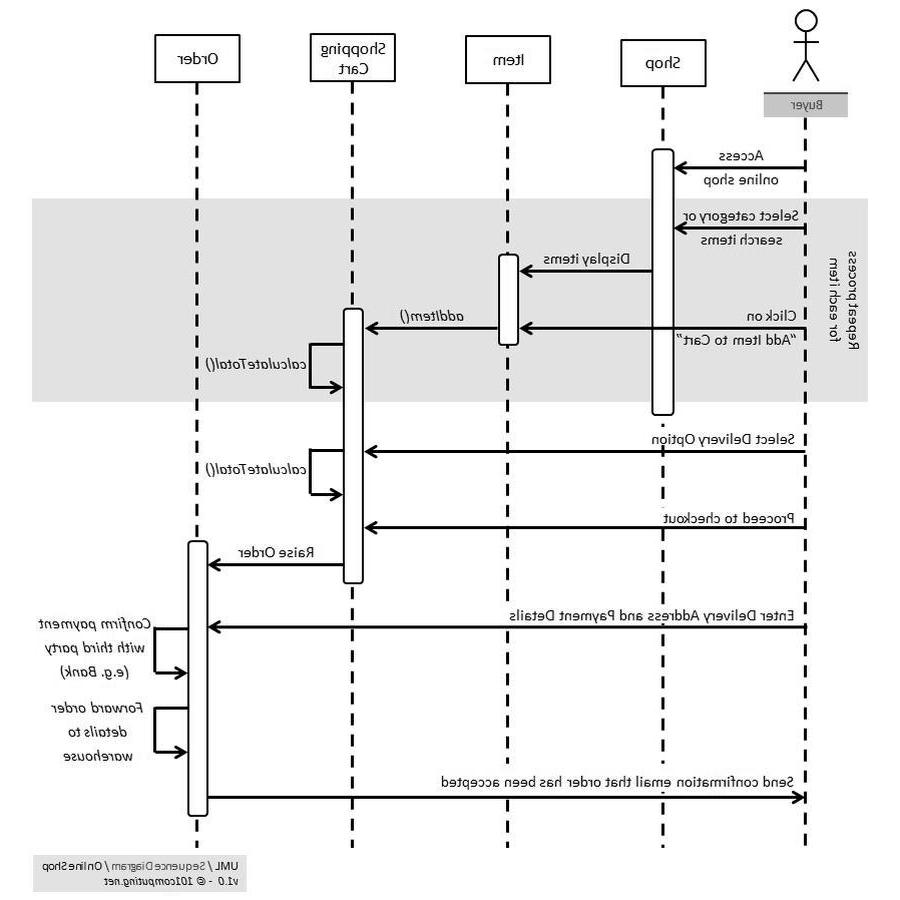 Buyer
Shop
Item
Shopping
Cart
Order
Access
online shop
Select category or
search items
Repeat process
for each item
Display items
Click on
“Add Item to Cart”
addItem()
calculateTotal()
Select Delivery Option
calculateTotal()
Proceed to checkout
Raise Order
Enter Delivery Address and Payment Details
Confirm payment
with third party
(e.g. Bank)
Forward order
details to
warehouse
Send confirmation email that order has been accepted
UML / Sequence Diagram / Online Shop
v1.0 - © 101computing.net